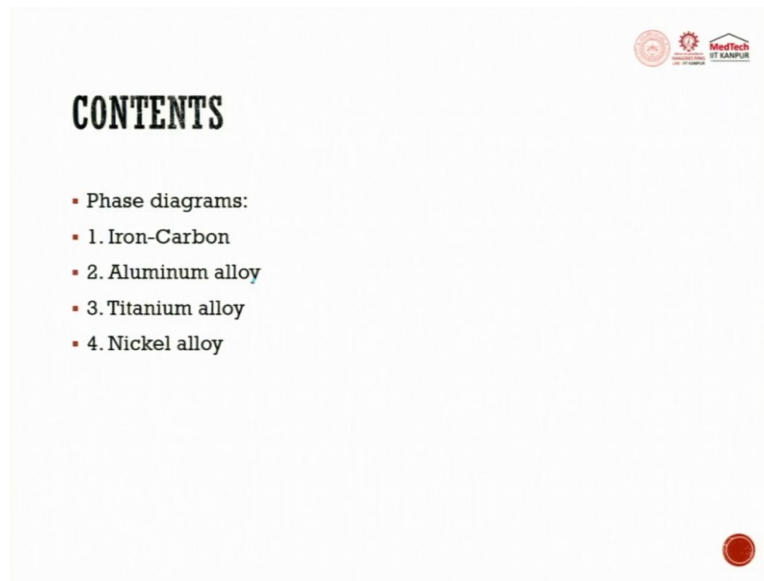 MedTech
IIT KANPUR
CONTENTS
Phase diagrams:
1. Iron-Carbon
2. Aluminum alloy
3. Titanium alloy
4. Nickel alloy